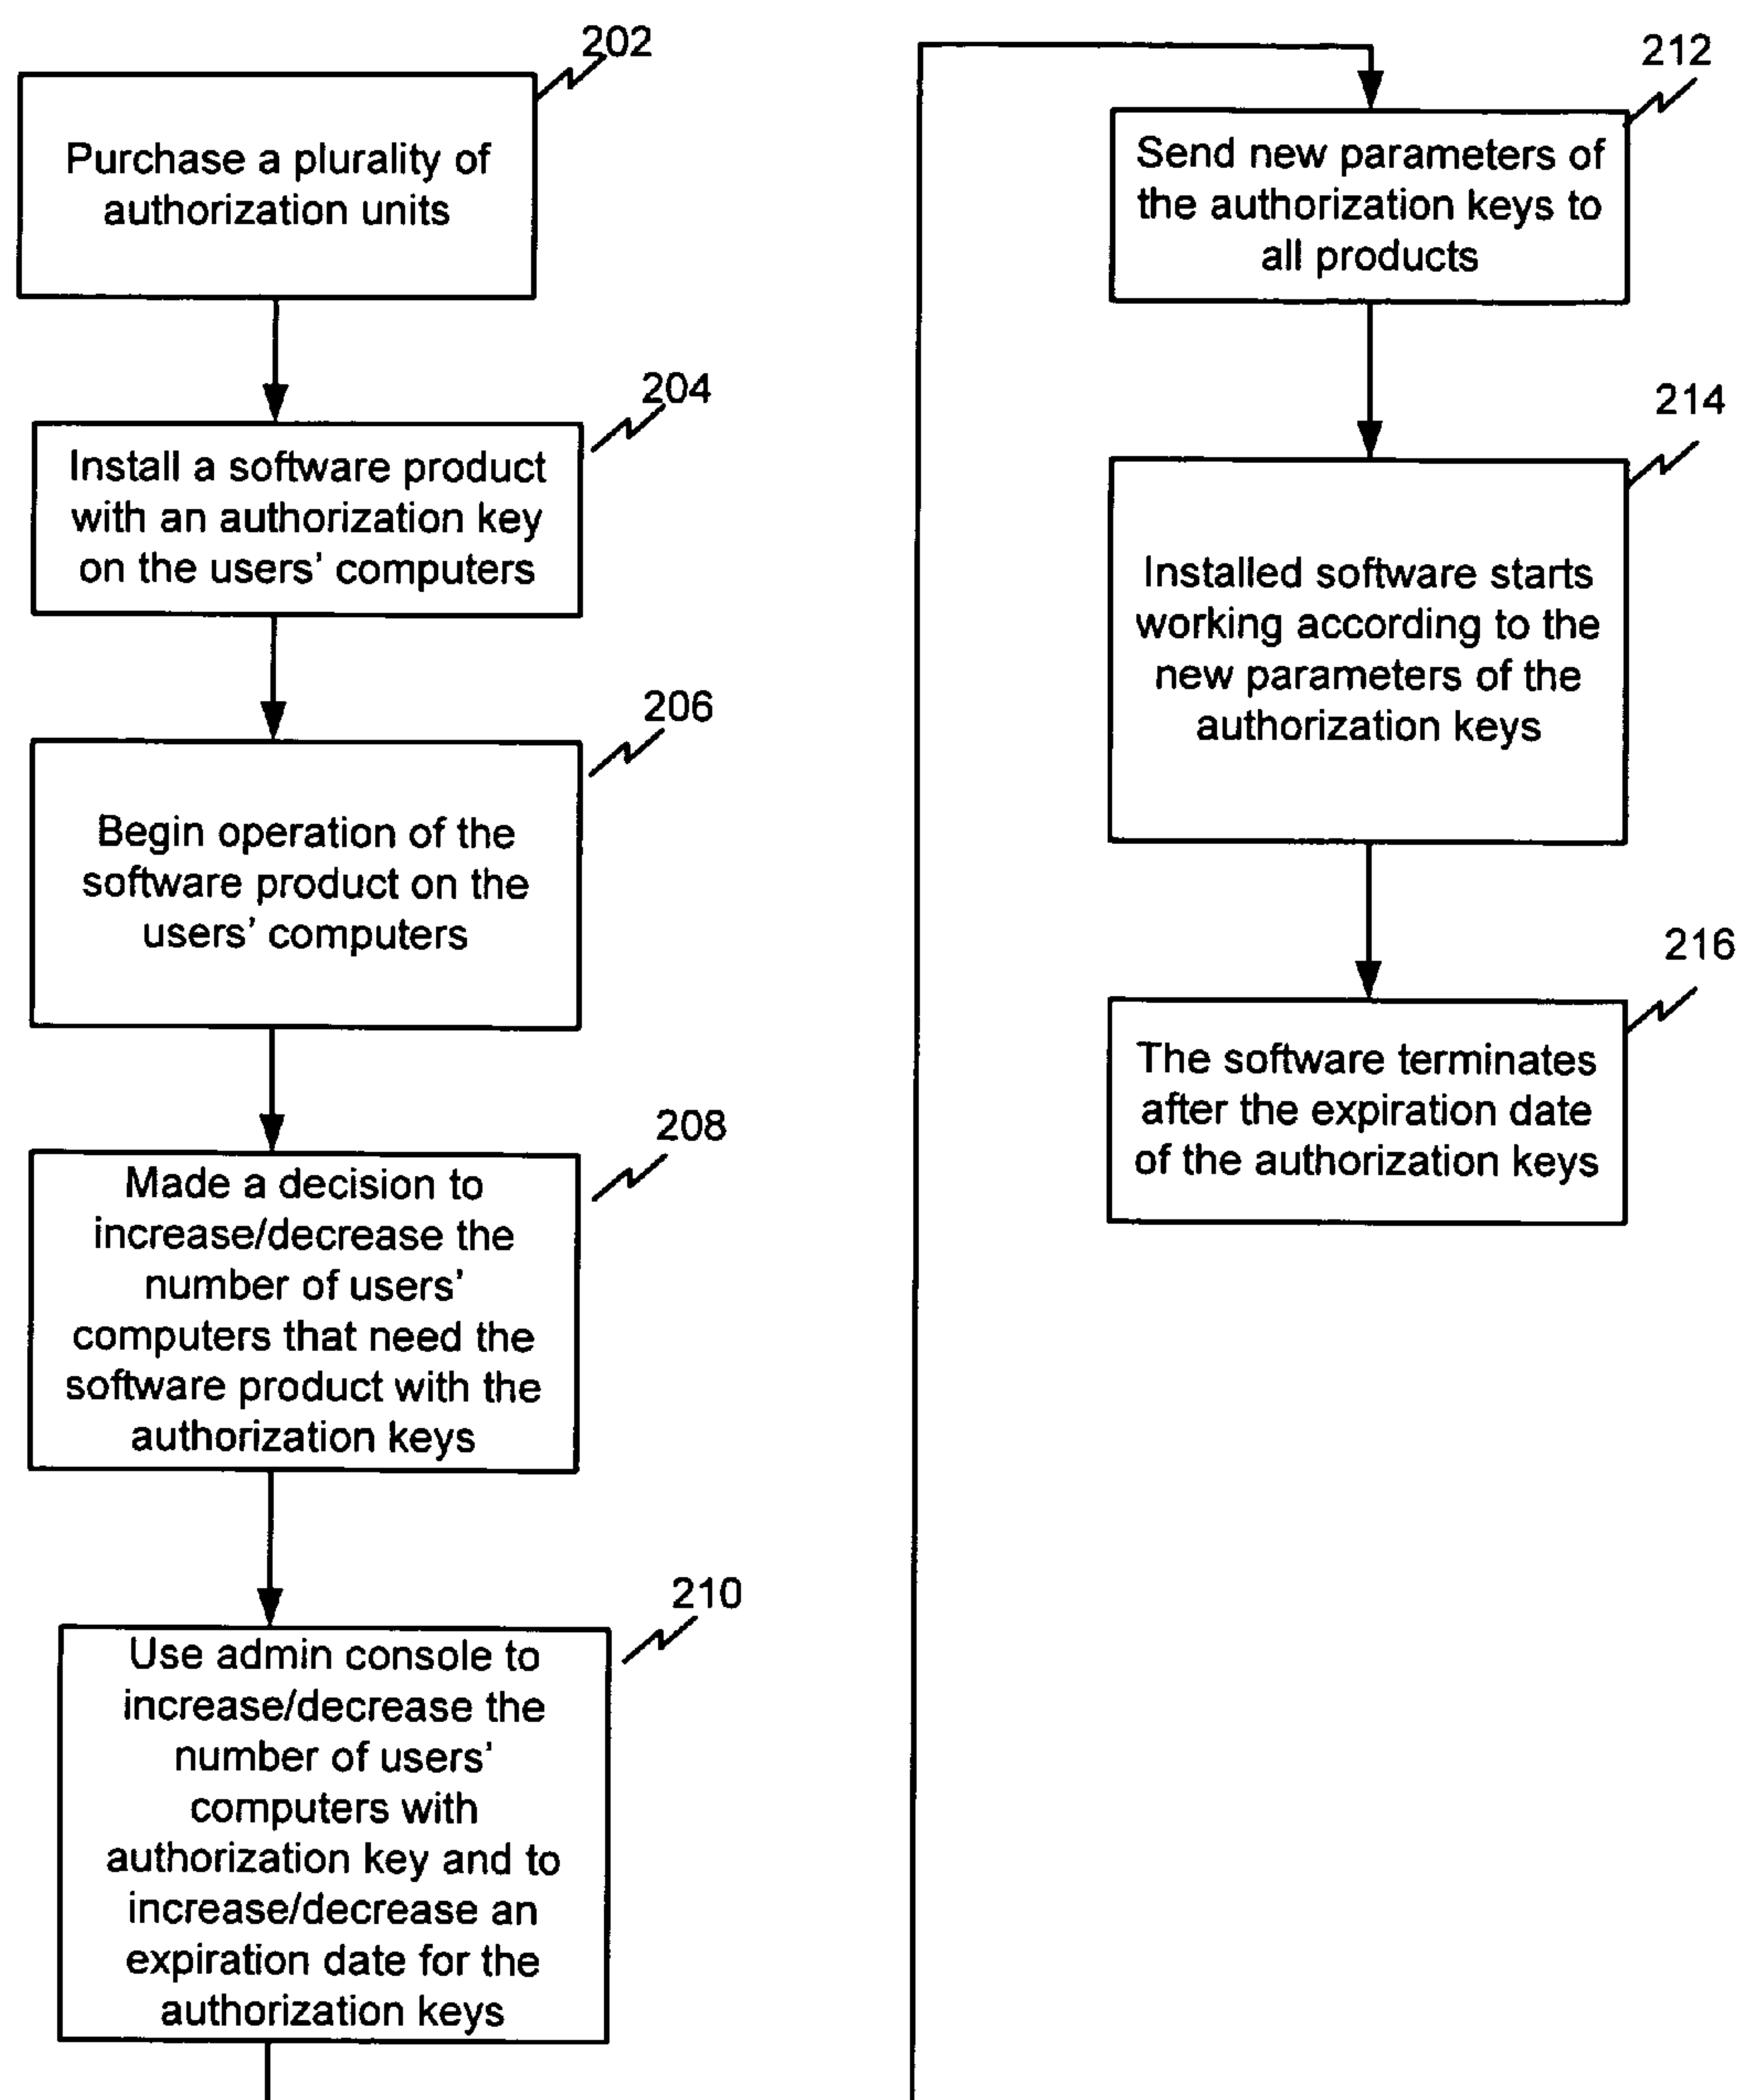 202
Purchase a plurality of
authorization units
204
Install a software product
with an authorization key
on the users' computers
206
Begin operation of the
software product on the
users' computers
208
Made a decision to
increase/decrease the
number of users'
computers that need the
software product with the
authorization keys
210
Use admin console to
increase/decrease the
number of users'
computers with
authorization key and to
increase/decrease an
expiration date for the
authorization keys
212
Send new parameters of
the authorization keys to
all products
214
Installed software starts
working according to the
new parameters of the
authorization keys
216
The software terminates
after the expiration date
of the authorization keys